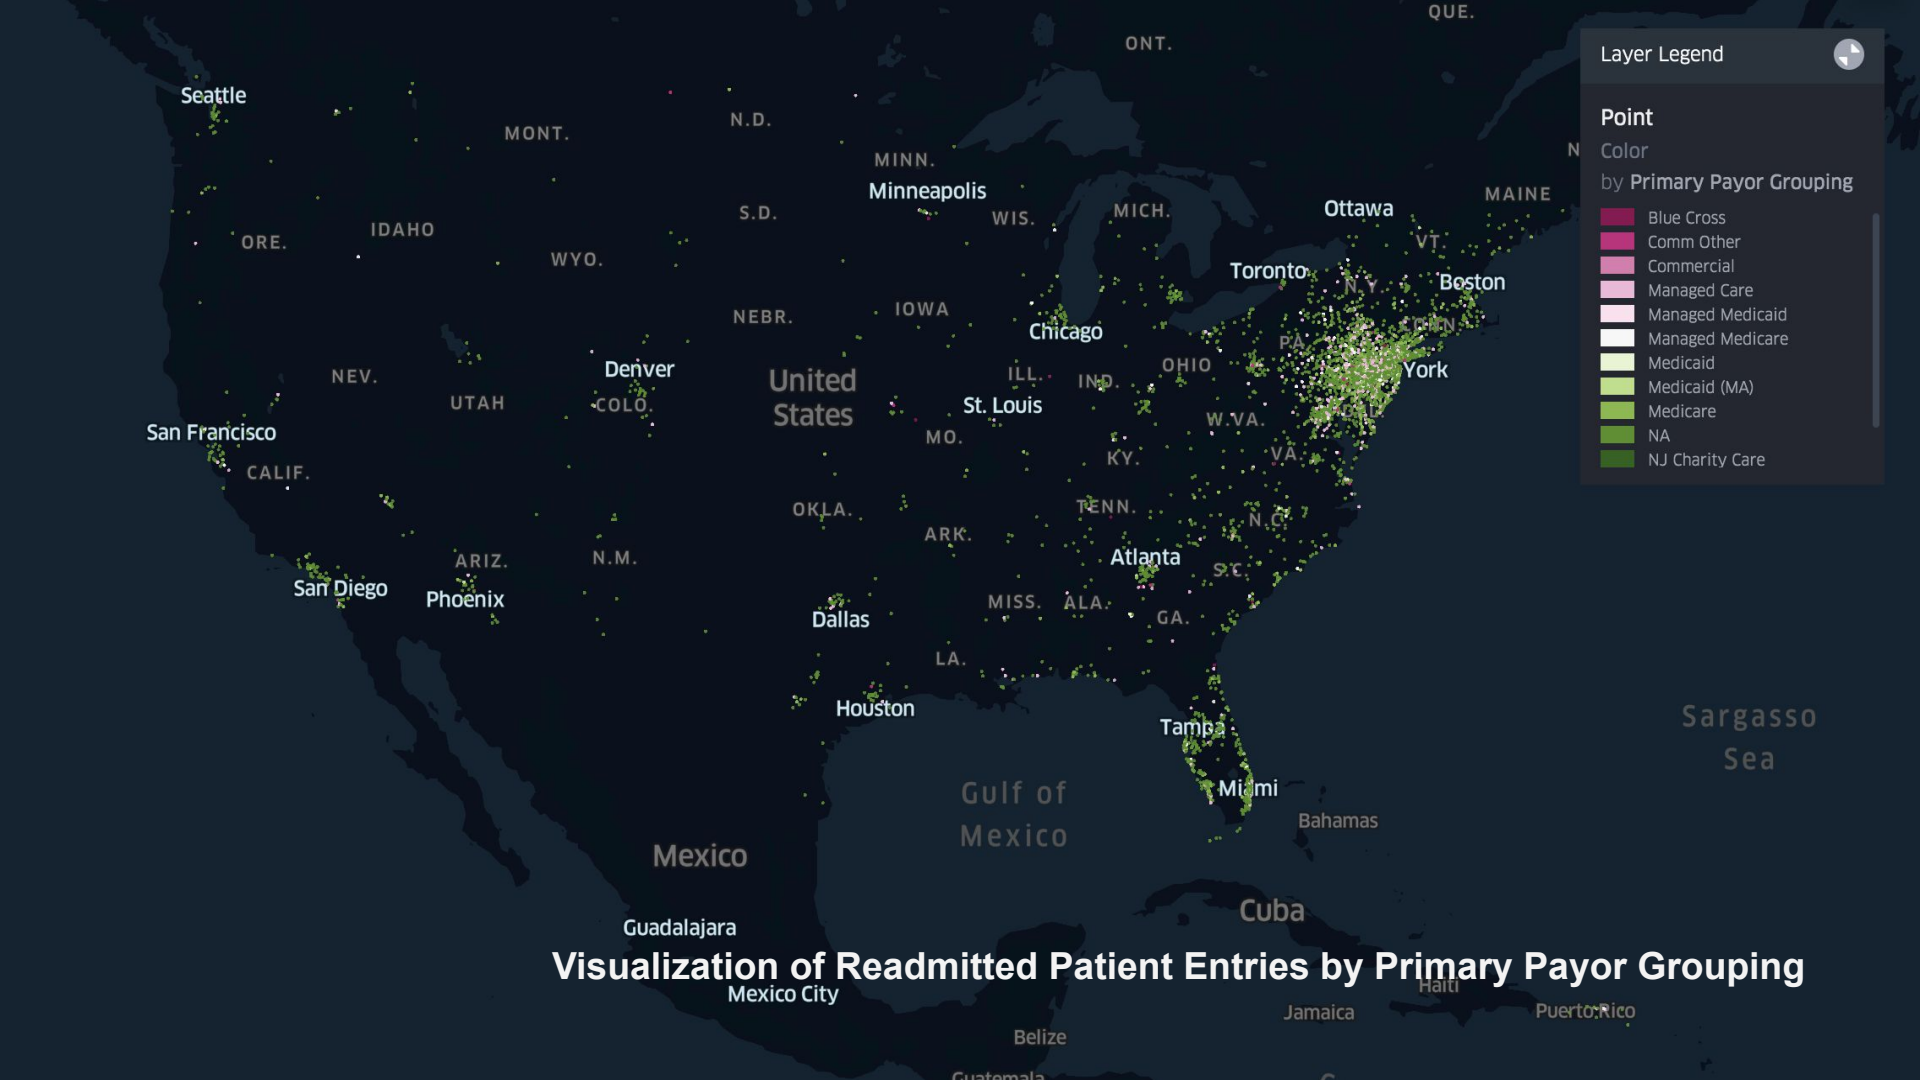 QUE.
ONT.
Layer Legend
Seattle
MONT.
N.D.
Point
Color
by Primary Payor Grouping
MINN.
Minneapolis
MAINE
S.D.
WIS.
MICH.
Ottawa
ORE.
IDAHO
WYO.
VT.
Toronto
Boston
N.Y.
NEBR.
IOWA
Chicago
CONN.
PA.
Blue Cross
Comm Other
Commercial
Managed Care
Managed Medicaid
Managed Medicare
Medicaid
Medicaid (MA)
Medicare
NA
NJ Charity Care
NEV.
UTAH
Denver
COLO.
United
States
ILL.
IND.
OHIO
York
St. Louis
San Francisco
CALIF.
MO.
W.VA.
DEL.
KY.
VA.
OKLA.
ARK.
TENN.
N.C.
ARIZ.
N.M.
Atlanta
S.C.
San Diego
Phoenix
Dallas
MISS.
ALA.
GA.
LA.
Houston
Tampa
Sargasso
Sea
Miami
Gulf of
Mexico
Bahamas
Mexico
Cuba
Guadalajara
Visualization of Readmitted Patient Entries by Primary Payor Grouping
Mexico City
Haiti
Jamaica
Puerto Rico
Belize
Guatemala